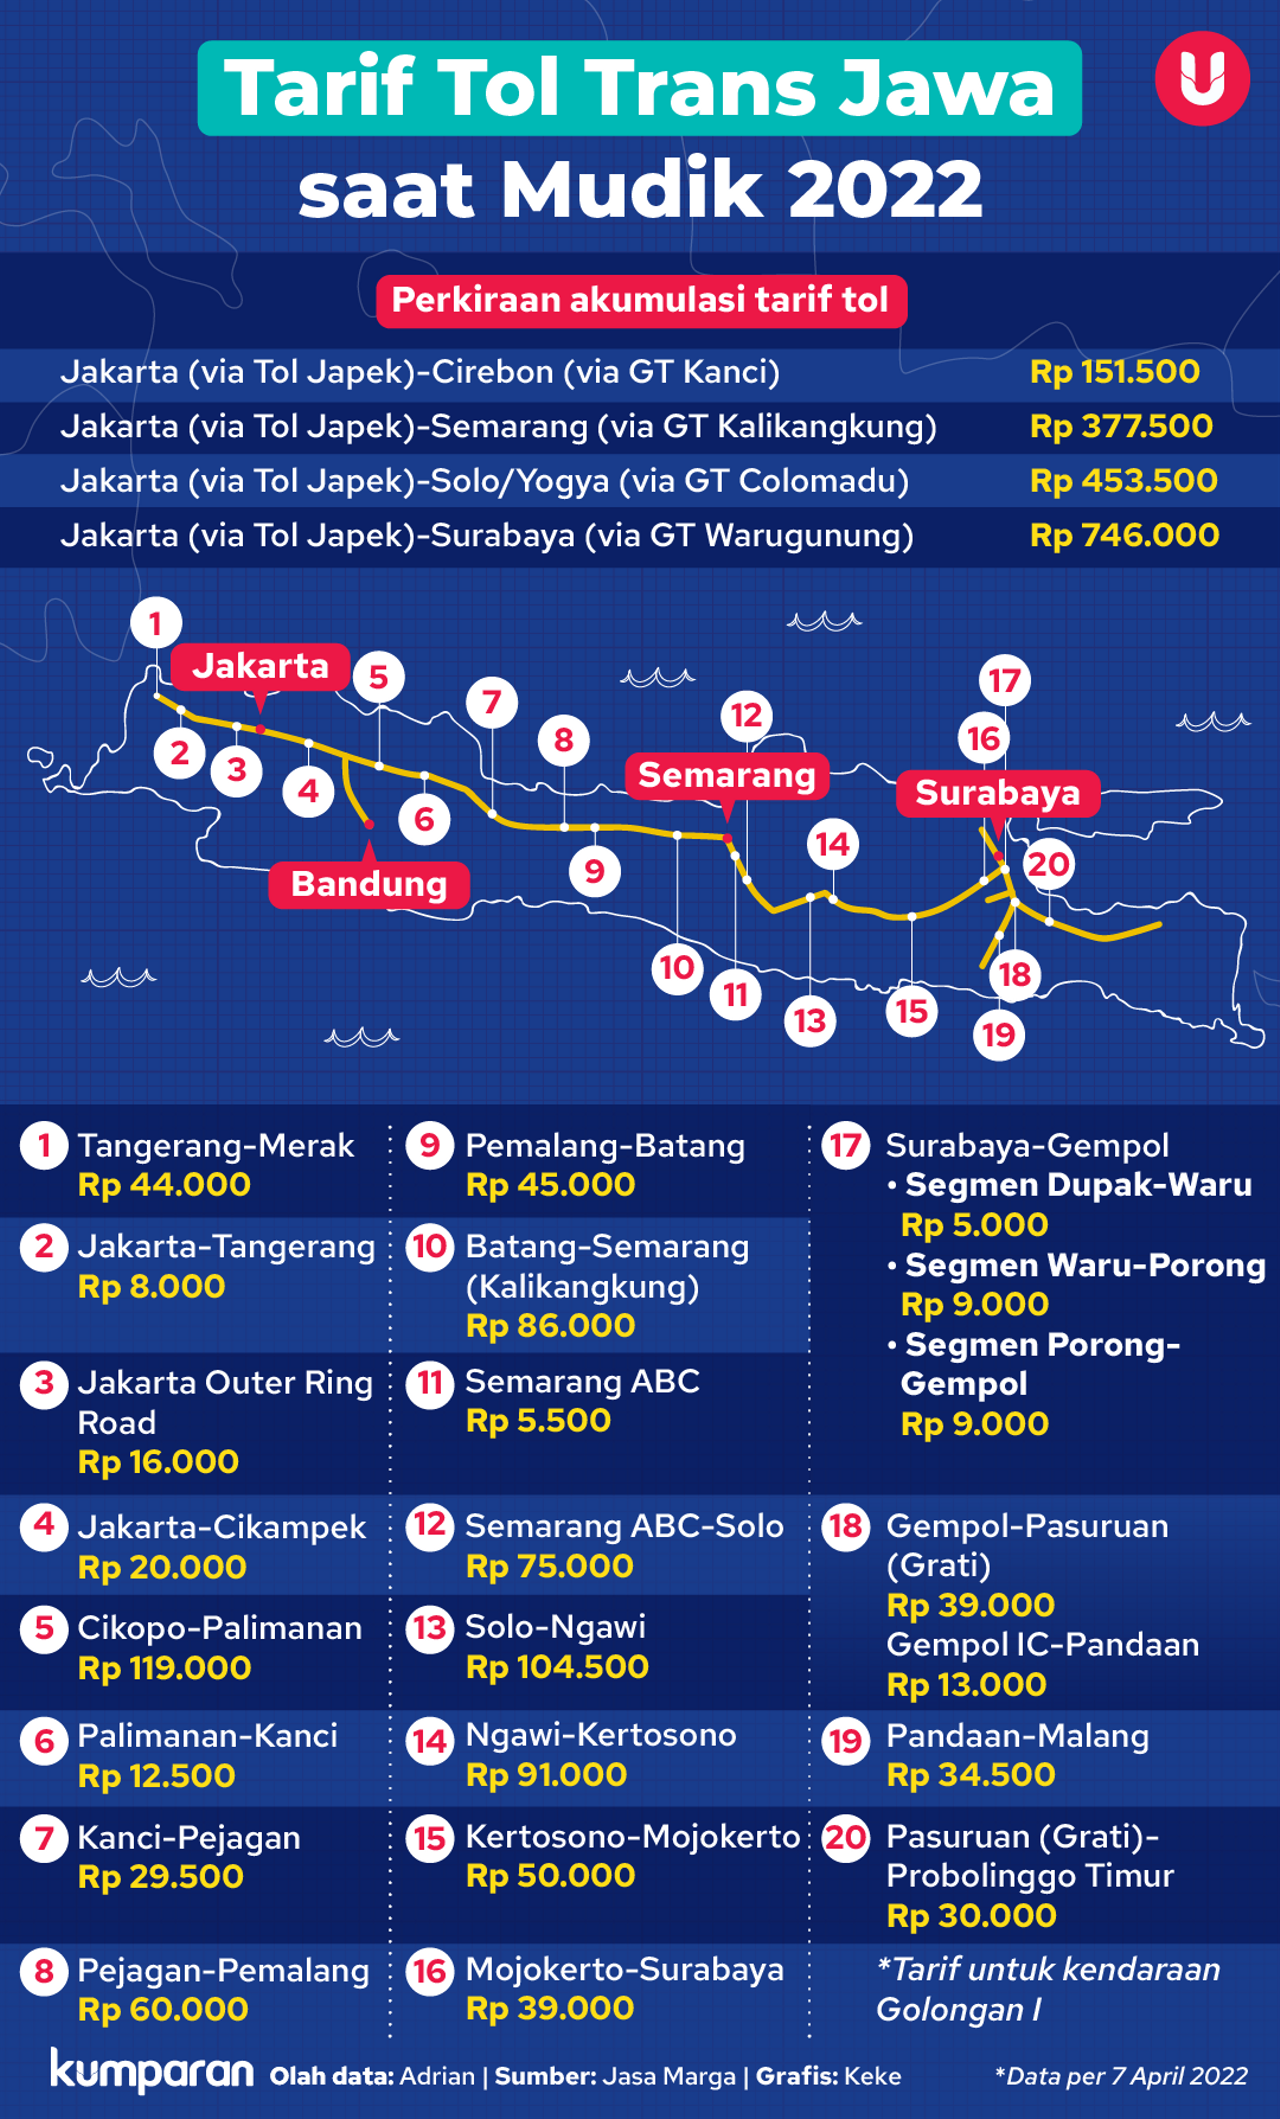 Tarif Tol Trans Jawa
saat Mudik 2022
Perkiraan akumulasi tarif tol
Jakarta (via Tol Japek)-Cirebon (via GT Kanci) Rp 151.500
Jakarta (via Tol Japek)-Semarang (via GT Kalikangkung) Rp 377.500
Jakarta (via Tol Japek)-Solo/Yogya (via GT Colomadu) Rp 453.500
Jakarta (via Tol Japek)-Surabaya (via GT Warugunung) Rp 746.000
1
Jakarta
5
17
7
12
16
8
2
3
Semarang
4
Surabaya
6
14
20
9
Bandung
10
18
11
15
13
19
1 Tangerang-Merak
Rp 44.000
2 Jakarta-Tangerang
Rp 8.000
3 Jakarta Outer Ring
Road
Rp 16.000
4 Jakarta-Cikampek
Rp 20.000
5 Cikopo-Palimanan
Rp 119.000
6 Palimanan-Kanci
Rp 12.500
7 Kanci-Pejagan
Rp 29.500
8 Pejagan-Pemalang
Rp 60.000
9 Pemalang-Batang
Rp 45.000
10 Batang-Semarang
(Kalikangkung)
Rp 86.000
11 Semarang ABC
Rp 5.500
12 Semarang ABC-Solo
Rp 75.000
13 Solo-Ngawi
Rp 104.500
14 Ngawi-Kertosono
Rp 91.000
15 Kertosono-Mojokerto
Rp 50.000
16 Mojokerto-Surabaya
Rp 39.000
17 Surabaya-Gempol
• Segmen Dupak-Waru
Rp 5.000
• Segmen Waru-Porong
Rp 9.000
• Segmen Porong-
Gempol
Rp 9.000
18 Gempol-Pasuruan
(Grati)
Rp 39.000
Gempol IC-Pandaan
Rp 13.000
19 Pandaan-Malang
Rp 34.500
20 Pasuruan (Grati)-
Probolinggo Timur
Rp 30.000
*Tarif untuk kendaraan
Golongan I
kumparan Olah data: Adrian | Sumber: Jasa Marga | Grafis: Keke *Data per 7 April 2022